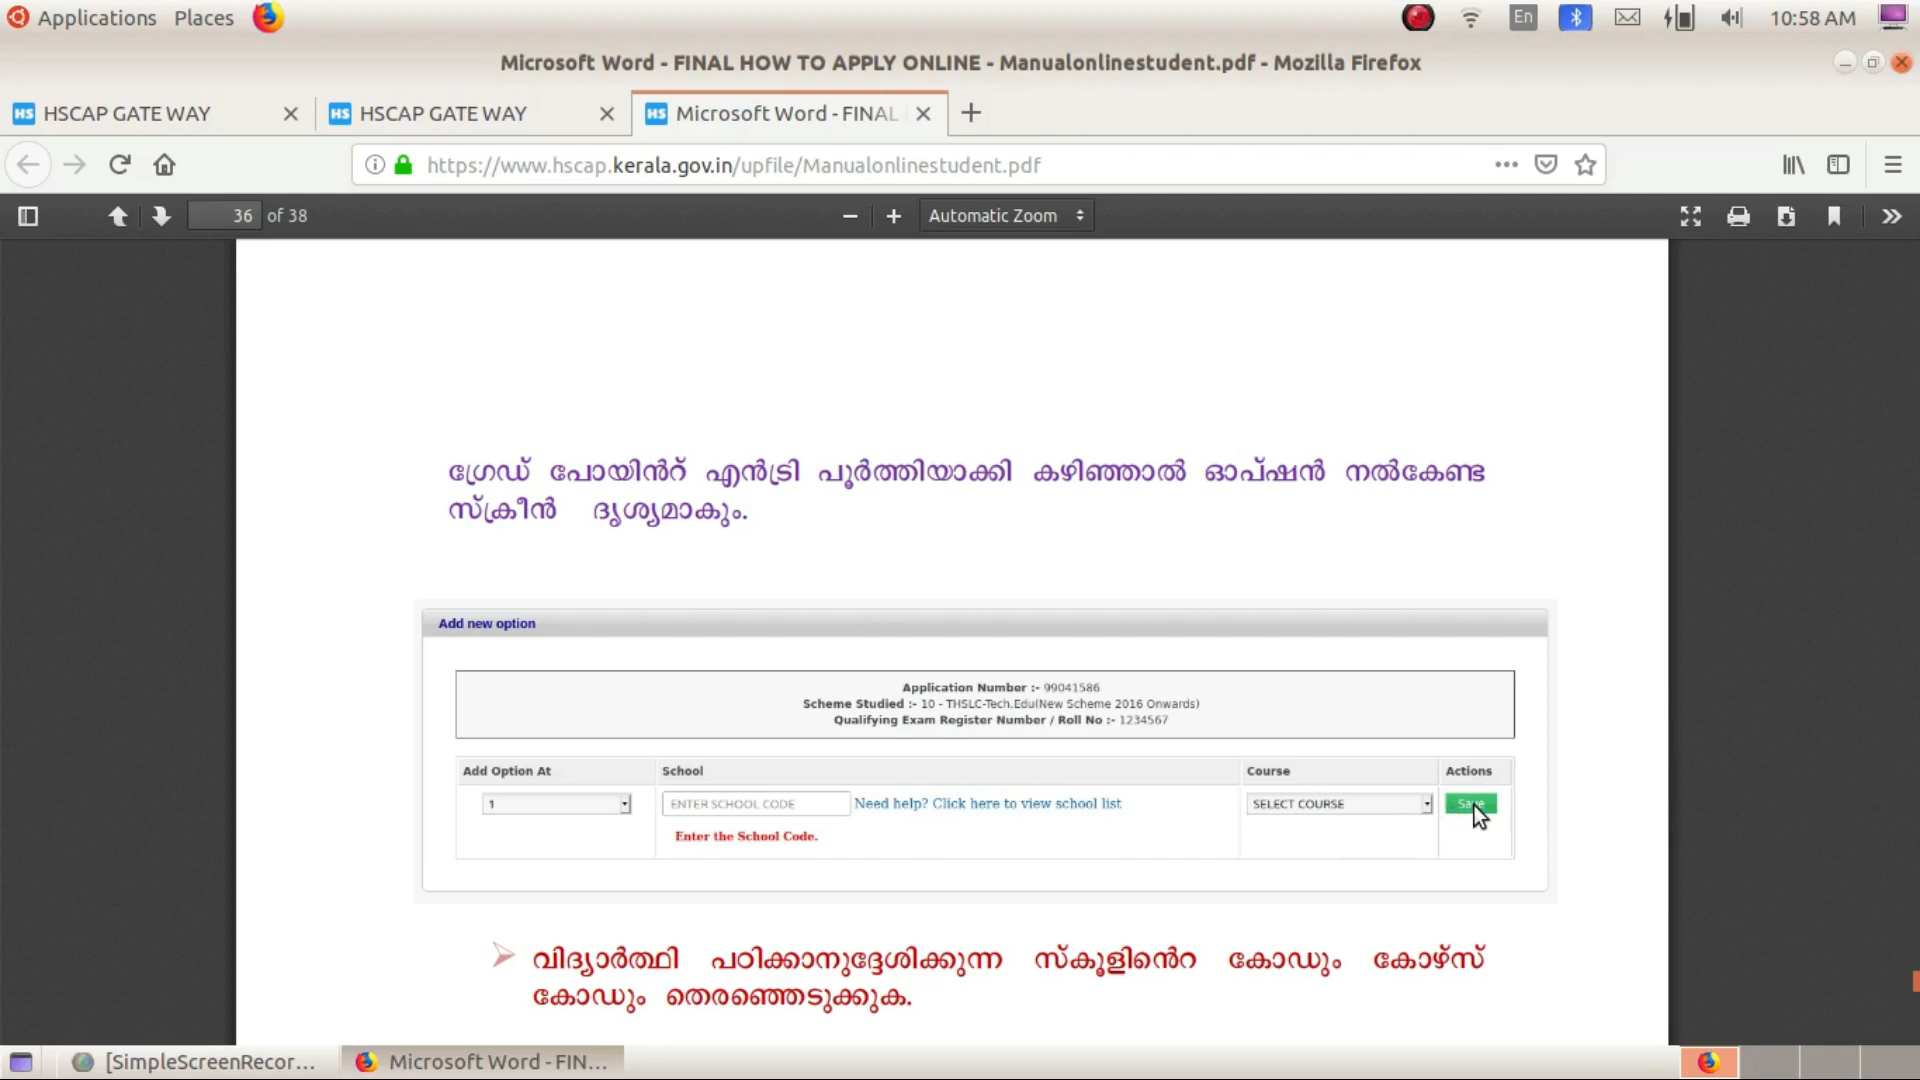 Applications Places
En
10:58 AM
Microsoft Word - FINAL HOW TO APPLY ONLINE - Manualonlinestudent.pdf - Mozilla Firefox
HS HSCAP GATE WAY
HS HSCAP GATE WAY
HS Microsoft Word - FINAL
https://www.hscap.kerala.gov.in/upfile/Manualonlinestudent.pdf
36 of 38
Automatic Zoom
ഗ്രേഡ് പോയിൻറ് എൻട്രി പൂർത്തിയാക്കി കഴിഞ്ഞാൽ ഓപ്ഷൻ നൽകേണ്ട
സ്ക്രീൻ ദൃശ്യമാകും.
Add new option
Application Number :- 99041586
Scheme Studied :- 10 - THSLC-Tech.Edu(New Scheme 2016 Onwards)
Qualifying Exam Register Number / Roll No :- 1234567
Add Option At School Course Actions
1 ENTER SCHOOL CODE Need help? Click here to view school list SELECT COURSE Save
Enter the School Code.
വിദ്യാർത്ഥി പഠിക്കാനുദ്ദേശിക്കുന്ന സ്കൂളിൻെറ കോഡും കോഴ്സ്
കോഡും തെരഞ്ഞെടുക്കുക.
[SimpleScreenRecor...
Microsoft Word - FIN...